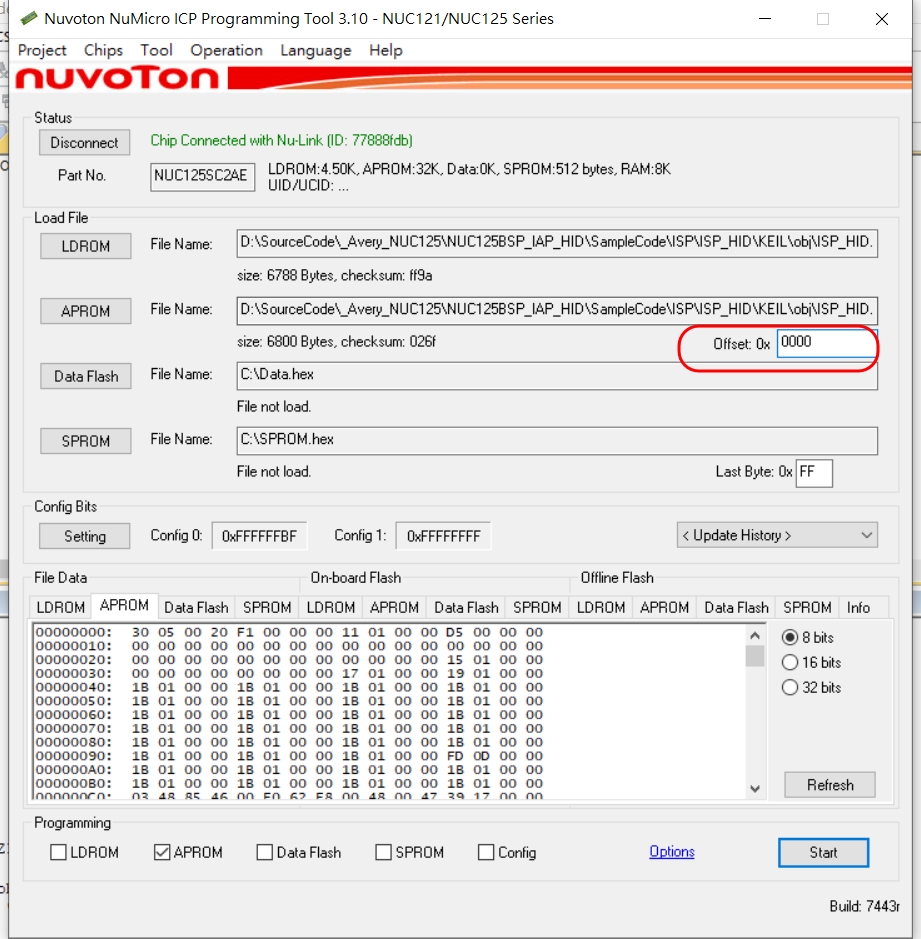 Nuvoton NuMicro ICP Programming Tool 3.10 - NUC121/NUC125 Series
Project Chips Tool Operation Language Help
nuvoTon
Status
Disconnect Chip Connected with Nu-Link (ID: 77888fdb)
Part No. NUC125SC2AE LDROM:4.50K, APROM:32K, Data:0K, SPROM:512 bytes, RAM:8K
UID/UCID: ...
Load File
LDROM File Name: D:\SourceCode\_Avery_NUC125\NUC125BSP_IAP_HID\SampleCode\ISP\ISP_HID\KEIL\obj\ISP_HID.
size: 6788 Bytes, checksum: ff9a
APROM File Name: D:\SourceCode\_Avery_NUC125\NUC125BSP_IAP_HID\SampleCode\ISP\ISP_HID\KEIL\obj\ISP_HID.
size: 6800 Bytes, checksum: 026f Offset: 0x 0000
Data Flash File Name: C:\Data.hex
File not load.
SPROM File Name: C:\SPROM.hex
File not load. Last Byte: 0x FF
Config Bits
Setting Config 0: 0xFFFFFFBF Config 1: 0xFFFFFFFF < Update History >
File Data On-board Flash Offline Flash
LDROM APROM Data Flash SPROM LDROM APROM Data Flash SPROM LDROM APROM Data Flash SPROM Info
00000000: 30 05 00 20 F1 00 00 00 11 01 00 00 D5 00 00 00
00000010: 00 00 00 00 00 00 00 00 00 00 00 00 00 00 00 00
00000020: 00 00 00 00 00 00 00 00 00 00 00 00 15 01 00 00
00000030: 00 00 00 00 00 00 00 00 17 01 00 00 19 01 00 00
00000040: 1B 01 00 00 1B 01 00 00 1B 01 00 00 1B 01 00 00
00000050: 1B 01 00 00 1B 01 00 00 1B 01 00 00 1B 01 00 00
00000060: 1B 01 00 00 1B 01 00 00 1B 01 00 00 1B 01 00 00
00000070: 1B 01 00 00 1B 01 00 00 1B 01 00 00 1B 01 00 00
00000080: 1B 01 00 00 1B 01 00 00 1B 01 00 00 1B 01 00 00
00000090: 1B 01 00 00 1B 01 00 00 1B 01 00 00 FD 0D 00 00
000000A0: 1B 01 00 00 1B 01 00 00 1B 01 00 00 1B 01 00 00
000000B0: 1B 01 00 00 1B 01 00 00 1B 01 00 00 1B 01 00 00
000000C0: 03 48 85 46 00 F0 62 F8 00 48 00 47 39 17 00 00
8 bits
16 bits
32 bits
Refresh
Programming
LDROM APROM Data Flash SPROM Config Options Start
Build: 7443r